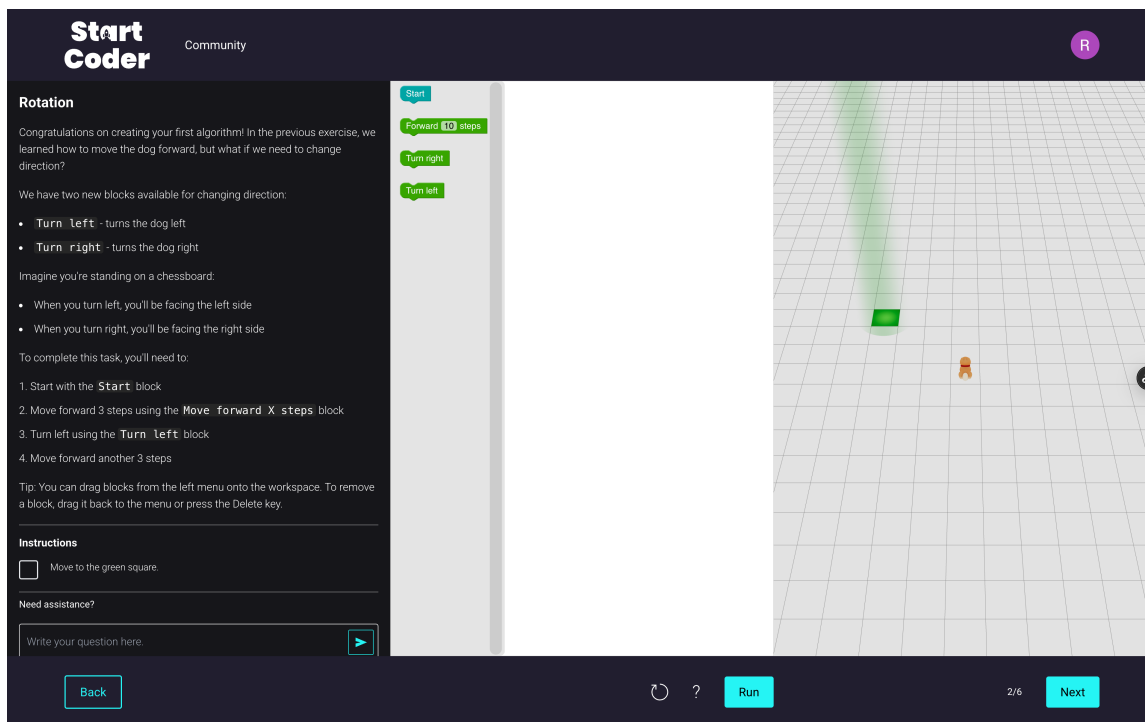 Start
Coder
Community
R
Rotation
Congratulations on creating your first algorithm! In the previous exercise, we
learned how to move the dog forward, but what if we need to change
direction?
We have two new blocks available for changing direction:
• Turn left - turns the dog left
• Turn right - turns the dog right
Imagine you're standing on a chessboard:
• When you turn left, you'll be facing the left side
• When you turn right, you'll be facing the right side
To complete this task, you'll need to:
1. Start with the Start block
2. Move forward 3 steps using the Move forward X steps block
3. Turn left using the Turn left block
4. Move forward another 3 steps
Tip: You can drag blocks from the left menu onto the workspace. To remove
a block, drag it back to the menu or press the Delete key.
Instructions
Move to the green square.
Need assistance?
Write your question here.
Start
Forward 10 steps
Turn right
Turn left
Back
?
Run
2/6
Next